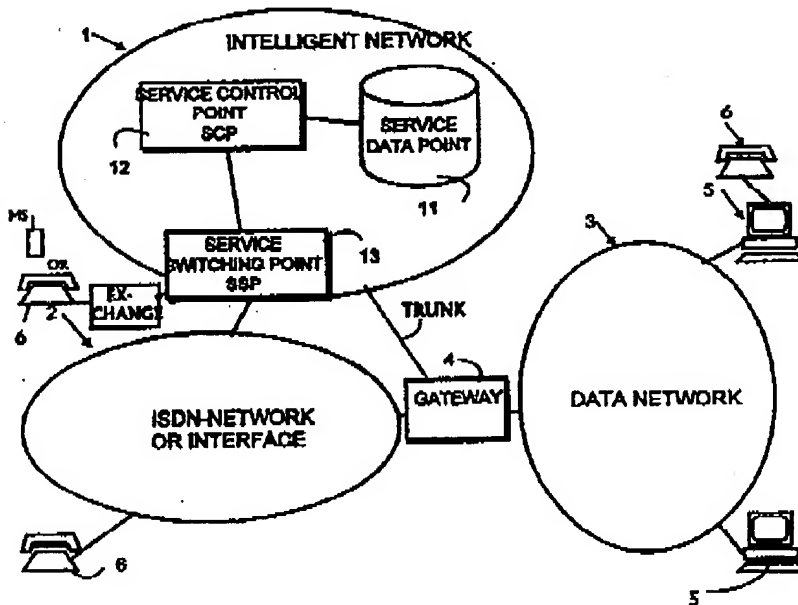 1
INTELLIGENT NETWORK
SERVICE CONTROL
POINT
SCP
12
SERVICE
DATA POINT
11
6
5
MS
OR
SERVICE
SWITCHING POINT
SSP
13
3
EX-
CHANGE
6
2
TRUNK
4
GATEWAY
DATA NETWORK
ISDN-NETWORK
OR INTERFACE
6
5